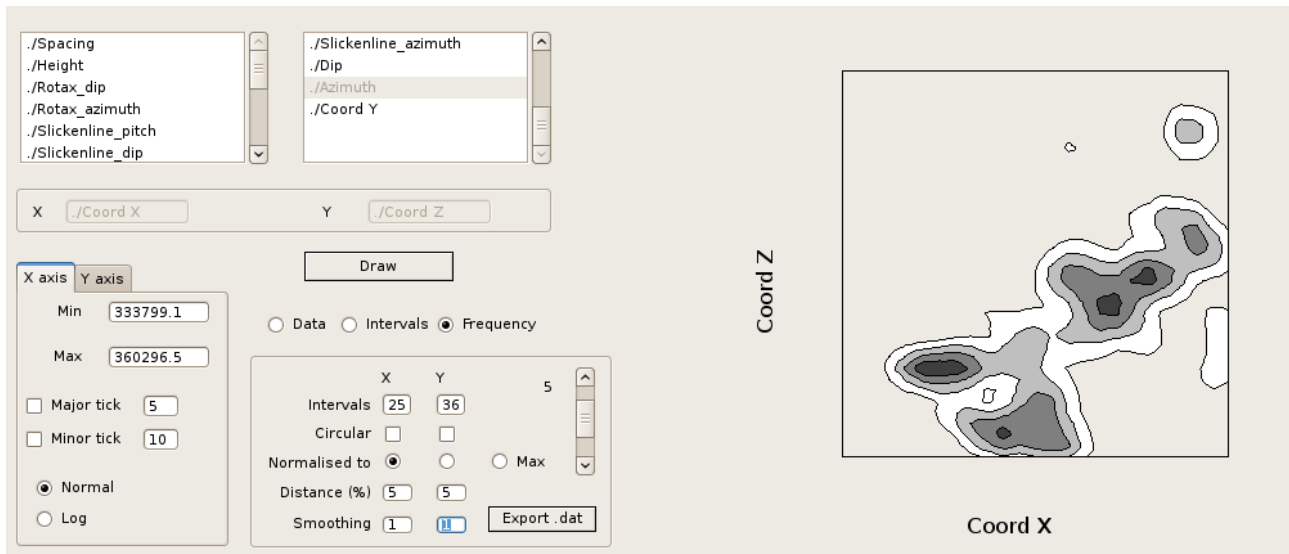 ./Spacing
./Height
./Rotax_dip
./Rotax_azimuth
./Slickenline_pitch
./Slickenline_dip
./Slickenline_azimuth
./Dip
./Azimuth
./Coord Y
X ./Coord X Y ./Coord Z
Draw
X axis Y axis
Min 333799.1
Max 360296.5
Major tick 5
Minor tick 10
Normal
Log
Data Intervals Frequency
X Y 5
Intervals 25 36
Circular
Normalised to Max
Distance (%) 5 5
Smoothing 1 1 Export .dat
Coord Z
Coord X